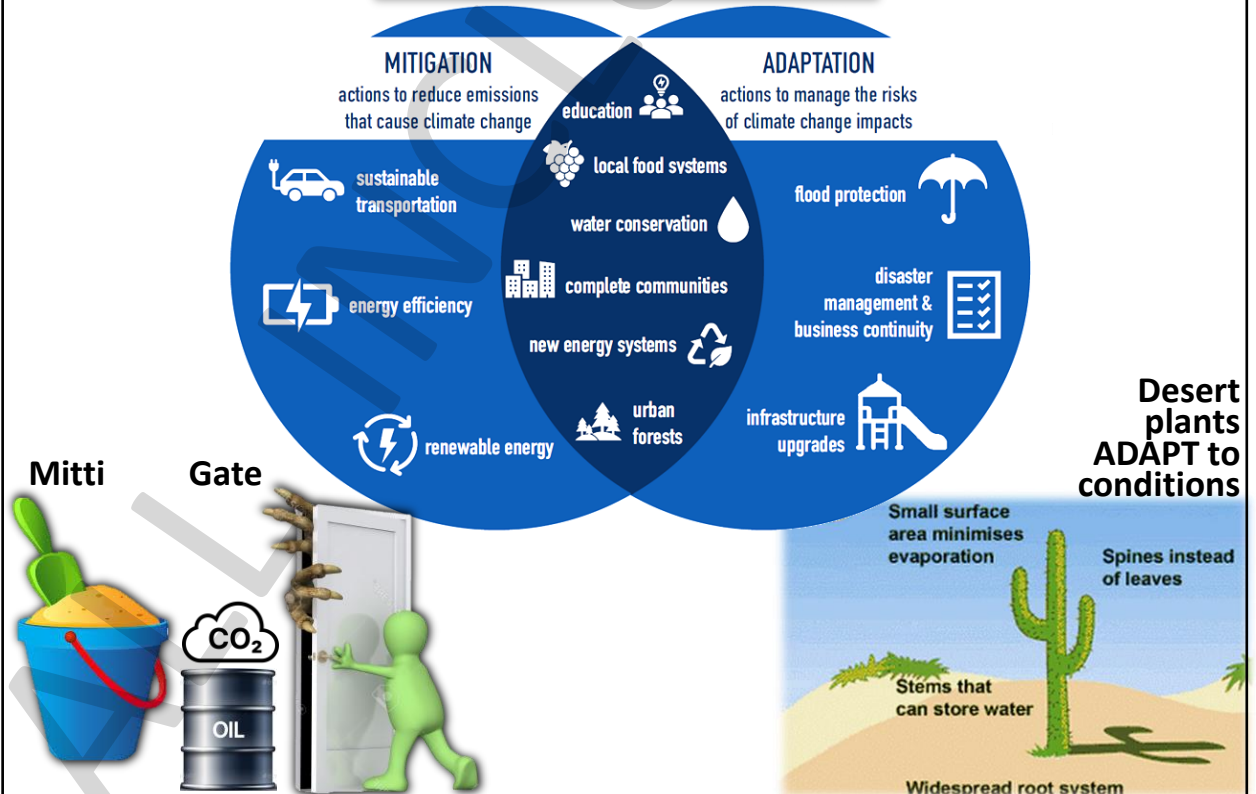 MITIGATION
actions to reduce emissions
that cause climate change
ADAPTATION
actions to manage the risks
of climate change impacts
education
local food systems
water conservation
complete communities
new energy systems
urban
forests
sustainable
transportation
energy efficiency
renewable energy
flood protection
disaster
management &
business continuity
infrastructure
upgrades
Mitti
Gate
CO₂
OIL
Desert
plants
ADAPT to
conditions
Small surface
area minimises
evaporation
Spines instead
of leaves
Stems that
can store water
Widespread root system